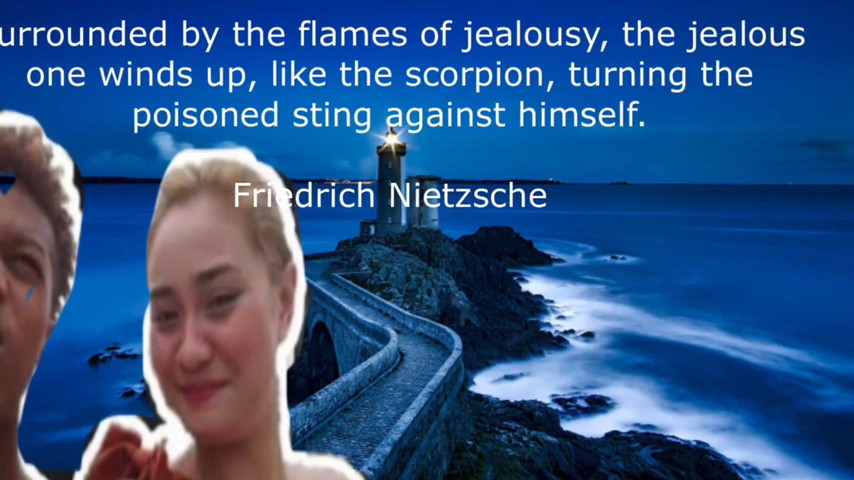 urrounded by the flames of jealousy, the jealous
one winds up, like the scorpion, turning the
poisoned sting against himself.
Friedrich Nietzsche